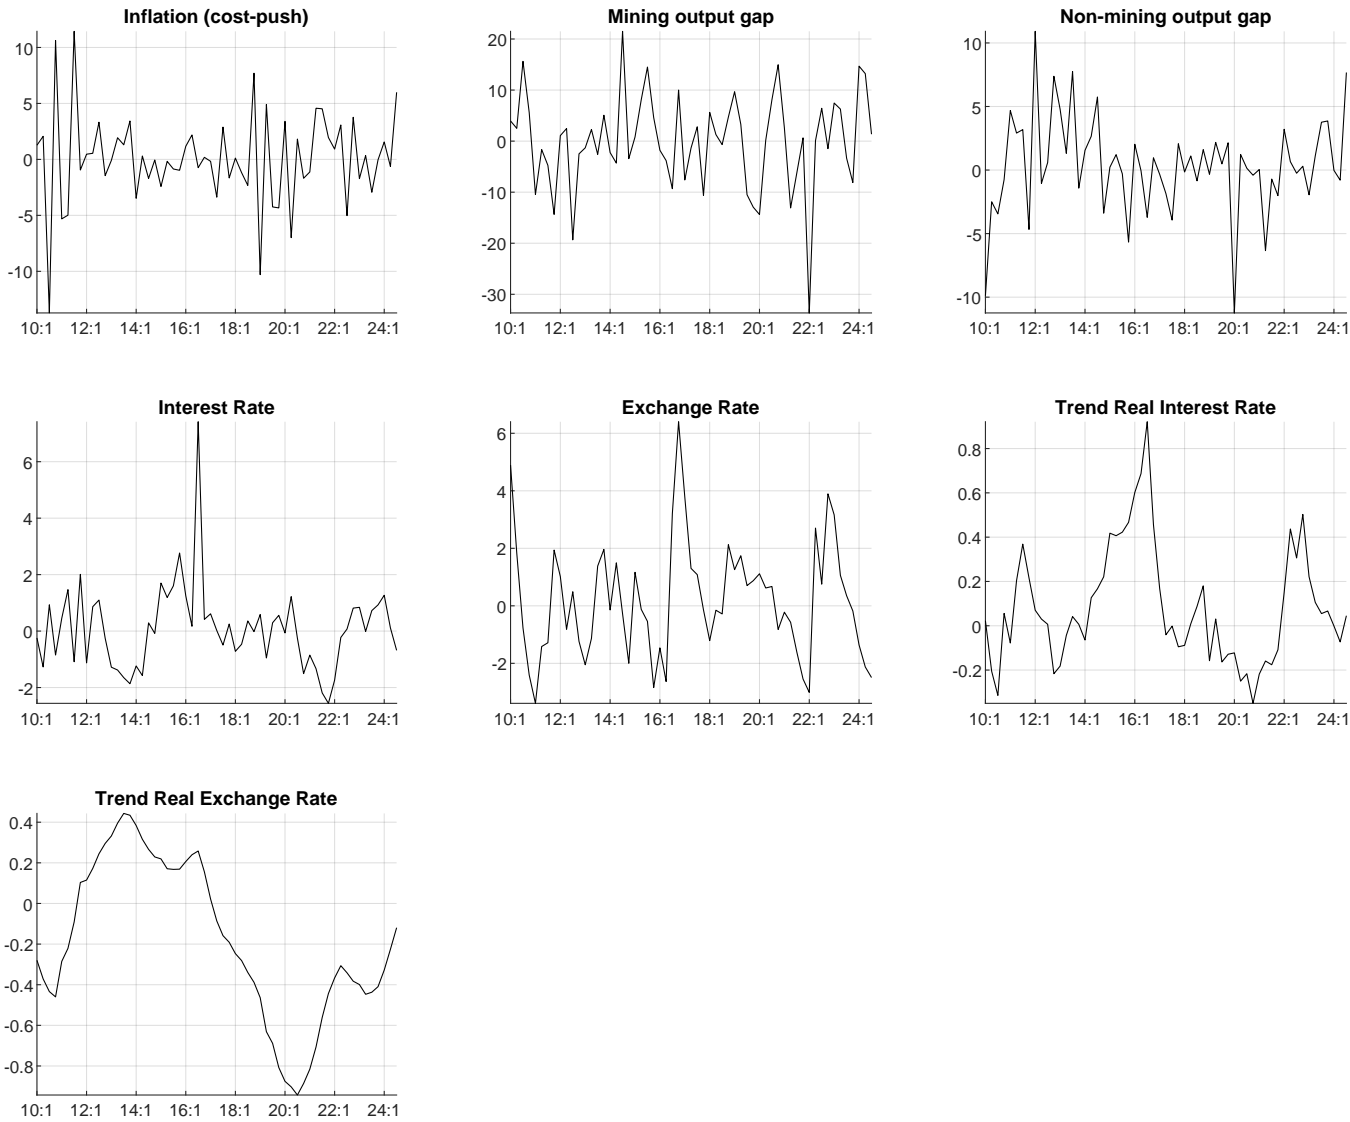 Inflation (cost-push)
10
5
0
-5
-10
10:1 12:1 14:1 16:1 18:1 20:1 22:1 24:1
Mining output gap
20
10
0
-10
-20
-30
10:1 12:1 14:1 16:1 18:1 20:1 22:1 24:1
Non-mining output gap
10
5
0
-5
-10
10:1 12:1 14:1 16:1 18:1 20:1 22:1 24:1
Interest Rate
6
4
2
0
-2
10:1 12:1 14:1 16:1 18:1 20:1 22:1 24:1
Exchange Rate
6
4
2
0
-2
10:1 12:1 14:1 16:1 18:1 20:1 22:1 24:1
Trend Real Interest Rate
0.8
0.6
0.4
0.2
0
-0.2
10:1 12:1 14:1 16:1 18:1 20:1 22:1 24:1
Trend Real Exchange Rate
0.4
0.2
0
-0.2
-0.4
-0.6
-0.8
10:1 12:1 14:1 16:1 18:1 20:1 22:1 24:1